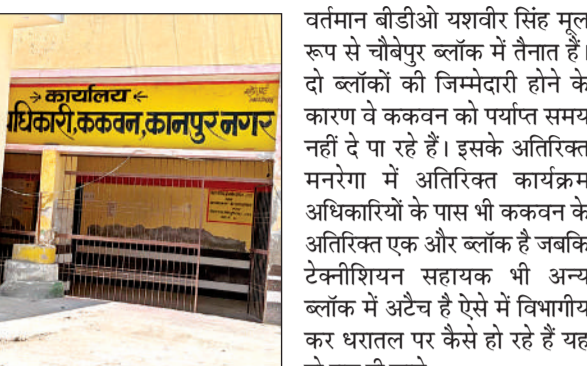 कार्यालय
धिकारी,ककवन,कानपुर नगर
वर्तमान बीडीओ यशवीर सिंह मूल
रूप से चौबेपुर ब्लॉक में तैनात हैं।
दो ब्लॉकों की जिम्मेदारी होने के
कारण वे ककवन को पर्याप्त समय
नहीं दे पा रहे हैं। इसके अतिरिक्त
मनरेगा में अतिरिक्त कार्यक्रम
अधिकारियों के पास भी ककवन के
अतिरिक्त एक और ब्लॉक है जबकि
टेक्नीशियन सहायक भी अन्य
ब्लॉक में अटैच है ऐसे में विभागीय
कर धरातल पर कैसे हो रहे हैं यह